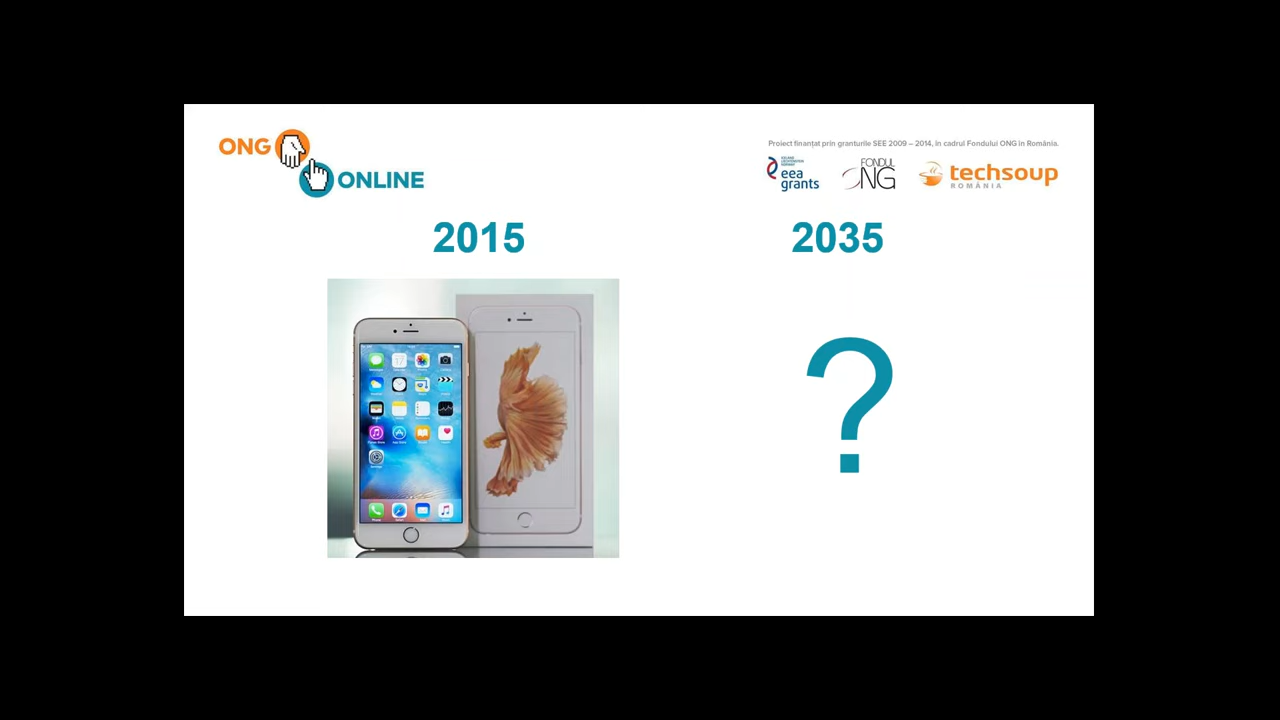 ONG
ONLINE
Proiect finanțat prin granturile SEE 2009 – 2014, în cadrul Fondului ONG în România.
eea
grants
FONDUL
NG
techsoup
ROMÂNIA
2015
2035
?